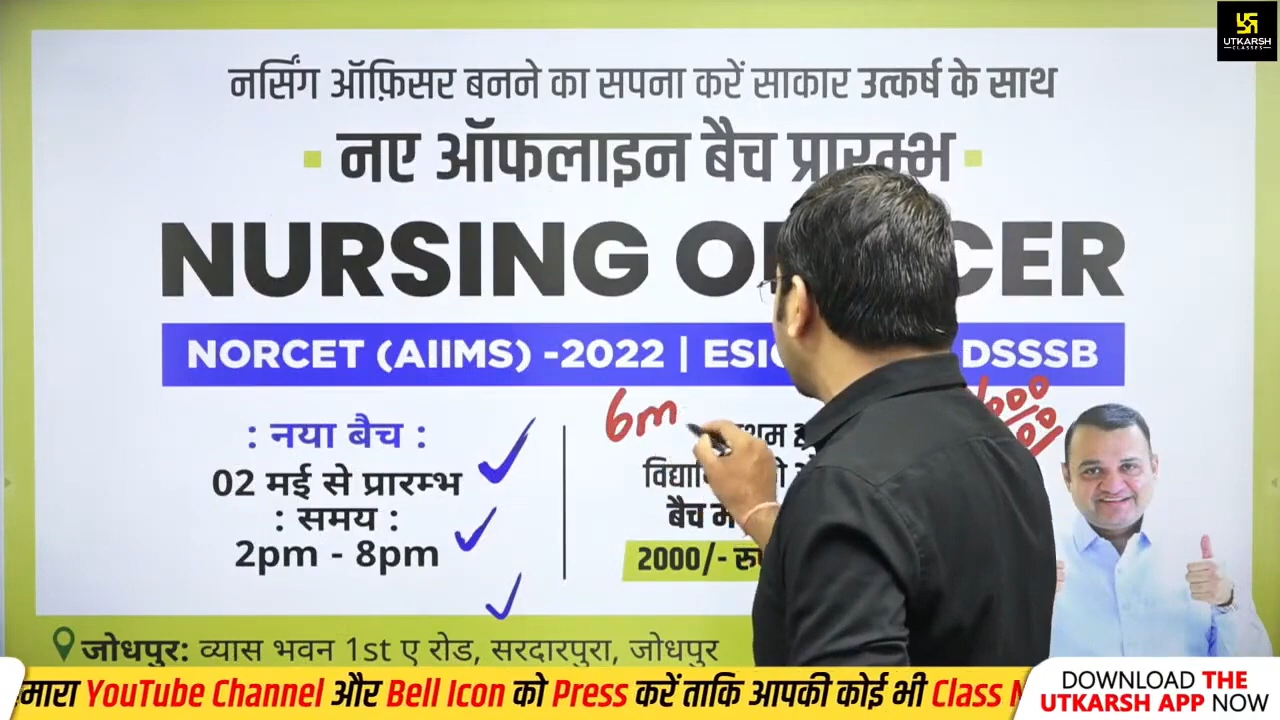 UTKARSH
CLASSES
नर्सिंग ऑफ़िसर बनने का सपना करें साकार उत्कर्ष के साथ
नए ऑफलाइन बैच प्रारम्भ
NURSING
NORCET (AIIMS) -2022 | ESIC DSSSB
: नया बैच :
02 मई से प्रारम्भ
: समय :
2pm - 8pm
6m
बैच
2000/-
जोधपुर: व्यास भवन 1st ए रोड, सरदारपुरा, जोधपुर
YouTube Channel और Bell Icon को Press करें ताकि आपकी कोई भी Class
DOWNLOAD THE
UTKARSH APP NOW